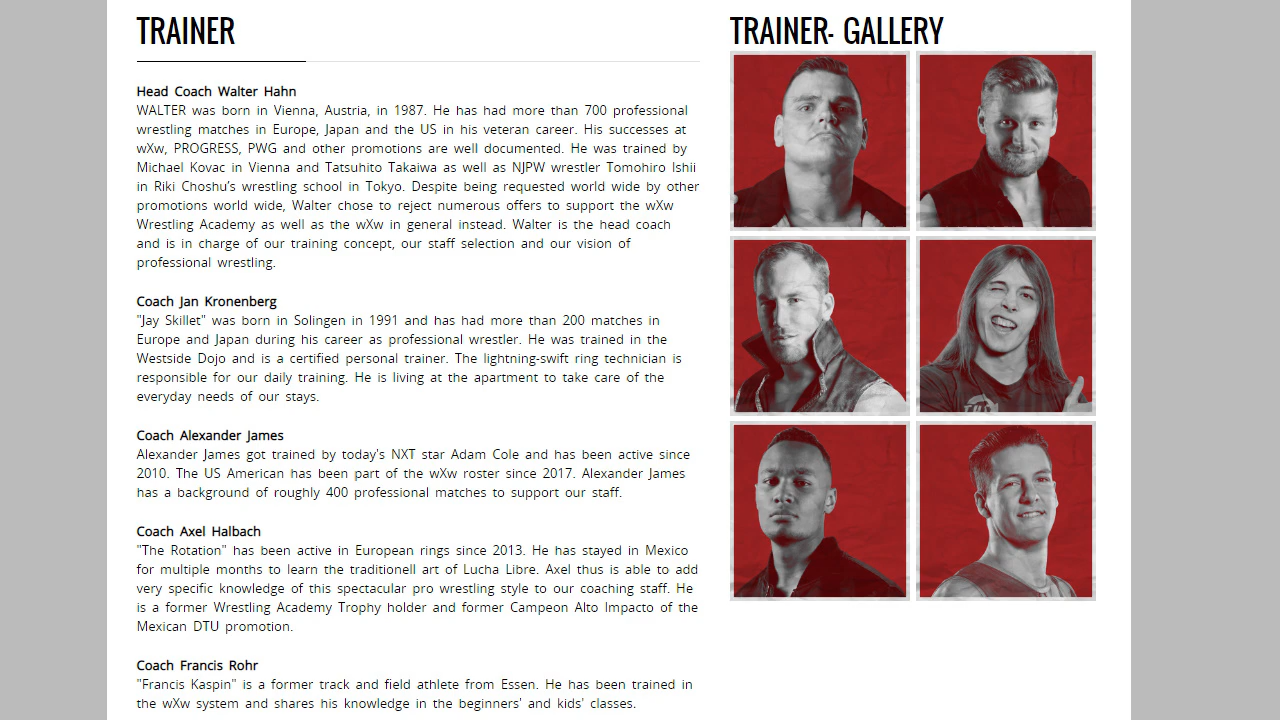 TRAINER
Head Coach Walter Hahn
WALTER was born in Vienna, Austria, in 1987. He has had more than 700 professional
wrestling matches in Europe, Japan and the US in his veteran career. His successes at
wXw, PROGRESS, PWG and other promotions are well documented. He was trained by
Michael Kovac in Vienna and Tatsuhito Takaiwa as well as NJPW wrestler Tomohiro Ishii
in Riki Choshu's wrestling school in Tokyo. Despite being requested world wide by other
promotions world wide, Walter chose to reject numerous offers to support the wXw
Wrestling Academy as well as the wXw in general instead. Walter is the head coach
and is in charge of our training concept, our staff selection and our vision of
professional wrestling.
Coach Jan Kronenberg
"Jay Skillet" was born in Solingen in 1991 and has had more than 200 matches in
Europe and Japan during his career as professional wrestler. He was trained in the
Westside Dojo and is a certified personal trainer. The lightning-swift ring technician is
responsible for our daily training. He is living at the apartment to take care of the
everyday needs of our stays.
Coach Alexander James
Alexander James got trained by today's NXT star Adam Cole and has been active since
2010. The US American has been part of the wXw roster since 2017. Alexander James
has a background of roughly 400 professional matches to support our staff.
Coach Axel Halbach
"The Rotation" has been active in European rings since 2013. He has stayed in Mexico
for multiple months to learn the traditionell art of Lucha Libre. Axel thus is able to add
very specific knowledge of this spectacular pro wrestling style to our coaching staff. He
is a former Wrestling Academy Trophy holder and former Campeon Alto Impacto of the
Mexican DTU promotion.
Coach Francis Rohr
"Francis Kaspin" is a former track and field athlete from Essen. He has been trained in
the wXw system and shares his knowledge in the beginners' and kids' classes.
TRAINER- GALLERY